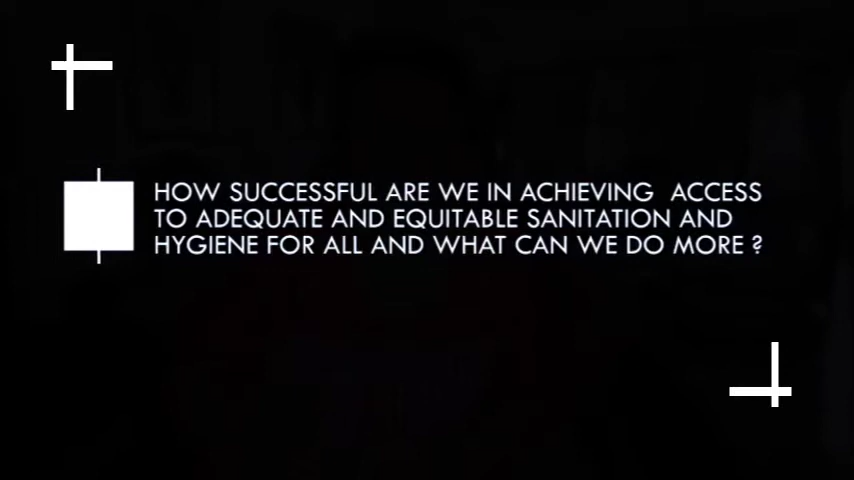 HOW SUCCESSFUL ARE WE IN ACHIEVING ACCESS
TO ADEQUATE AND EQUITABLE SANITATION AND
HYGIENE FOR ALL AND WHAT CAN WE DO MORE ?